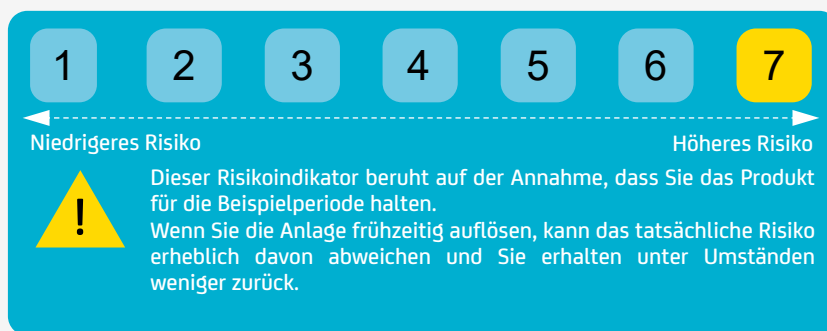 1 2 3 4 5 6 7
Niedrigeres Risiko Höheres Risiko
!
Dieser Risikoindikator beruht auf der Annahme, dass Sie das Produkt
für die Beispielperiode halten.
Wenn Sie die Anlage frühzeitig auflösen, kann das tatsächliche Risiko
erheblich davon abweichen und Sie erhalten unter Umständen
weniger zurück.